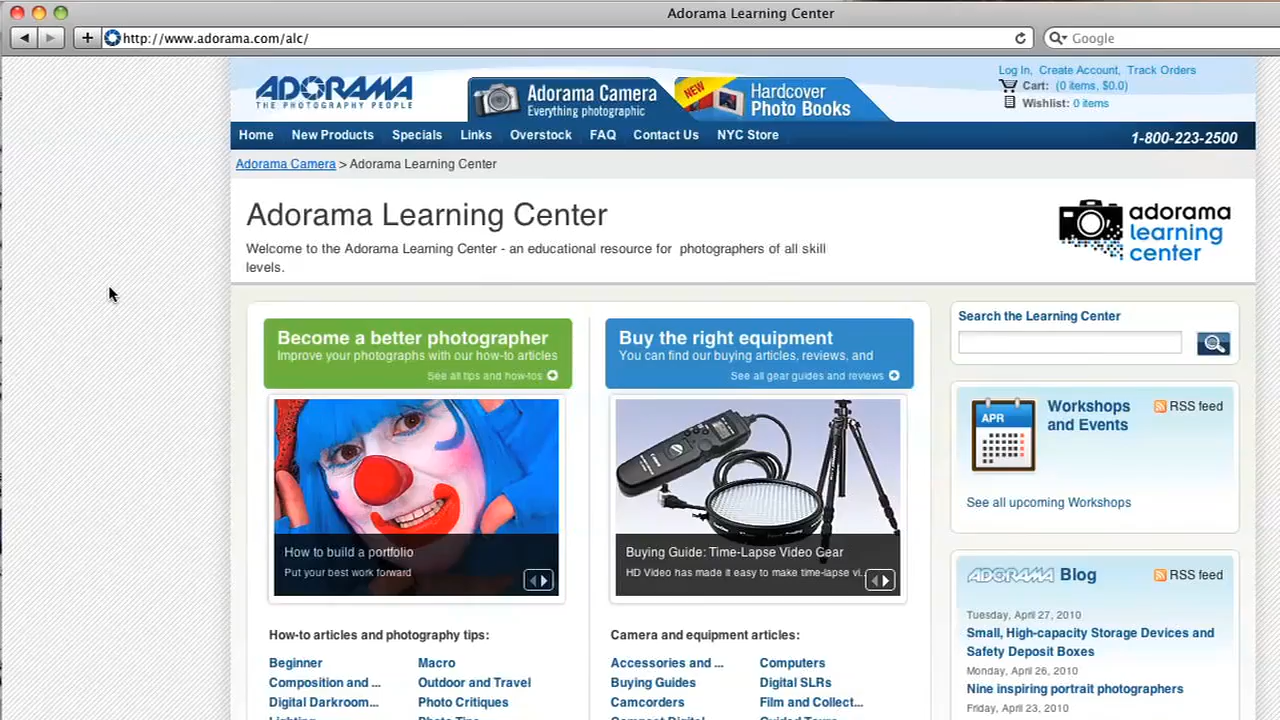 Adorama Learning Center
http://www.adorama.com/alc/
Google
ADORAMA
THE PHOTOGRAPHY PEOPLE
Adorama Camera
Everything photographic
NEW
Hardcover
Photo Books
Log In, Create Account, Track Orders
Cart: (0 items, $0.0)
Wishlist: 0 items
Home New Products Specials Links Overstock FAQ Contact Us NYC Store
1-800-223-2500
Adorama Camera > Adorama Learning Center
Adorama Learning Center
Welcome to the Adorama Learning Center - an educational resource for photographers of all skill
levels.
adorama
learning
center
Become a better photographer
Improve your photographs with our how-to articles
See all tips and how-tos
How to build a portfolio
Put your best work forward
How-to articles and photography tips:
Beginner Macro
Composition and ... Outdoor and Travel
Digital Darkroom... Photo Critiques
Lighting Photo Tips
Buy the right equipment
You can find our buying articles, reviews, and
See all gear guides and reviews
Buying Guide: Time-Lapse Video Gear
HD Video has made it easy to make time-lapse vi...
Camera and equipment articles:
Accessories and ... Computers
Buying Guides Digital SLRs
Camcorders Film and Collect...
Compact Digital Guided Tours
Search the Learning Center
APR
Workshops
and Events
RSS feed
See all upcoming Workshops
ADORAMA Blog
RSS feed
Tuesday, April 27, 2010
Small, High-capacity Storage Devices and
Safety Deposit Boxes
Monday, April 26, 2010
Nine inspiring portrait photographers
Friday, April 23, 2010